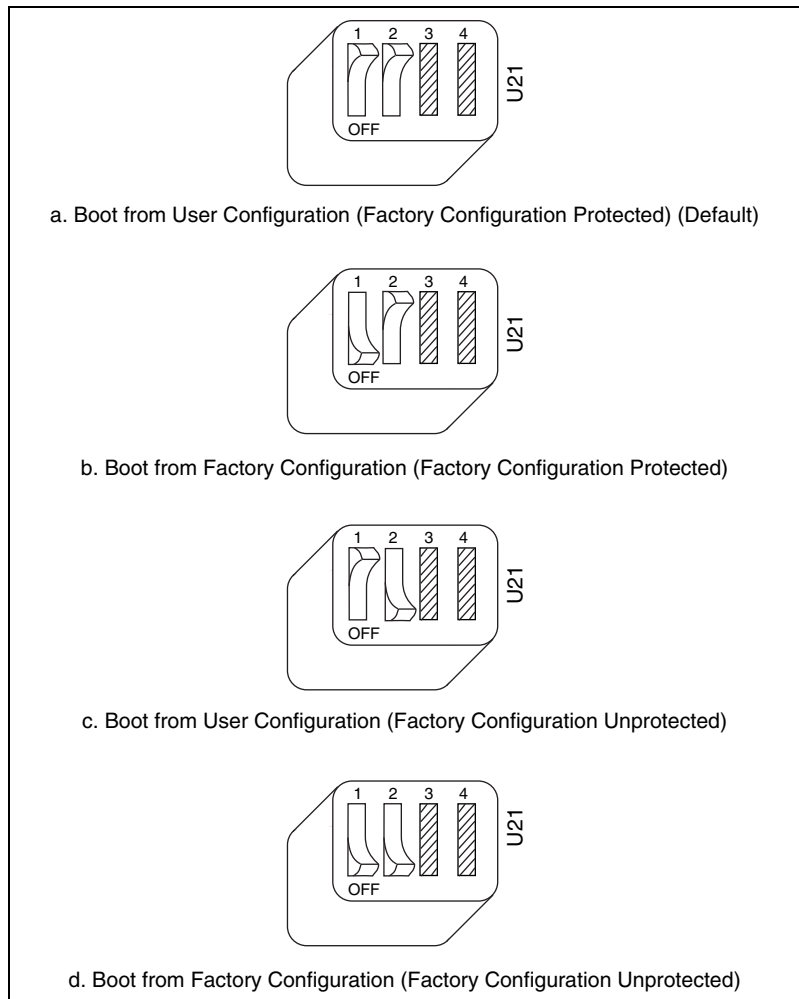 1 2 3 4
U21
OFF
a. Boot from User Configuration (Factory Configuration Protected) (Default)
1 2 3 4
U21
OFF
b. Boot from Factory Configuration (Factory Configuration Protected)
1 2 3 4
U21
OFF
c. Boot from User Configuration (Factory Configuration Unprotected)
1 2 3 4
U21
OFF
d. Boot from Factory Configuration (Factory Configuration Unprotected)